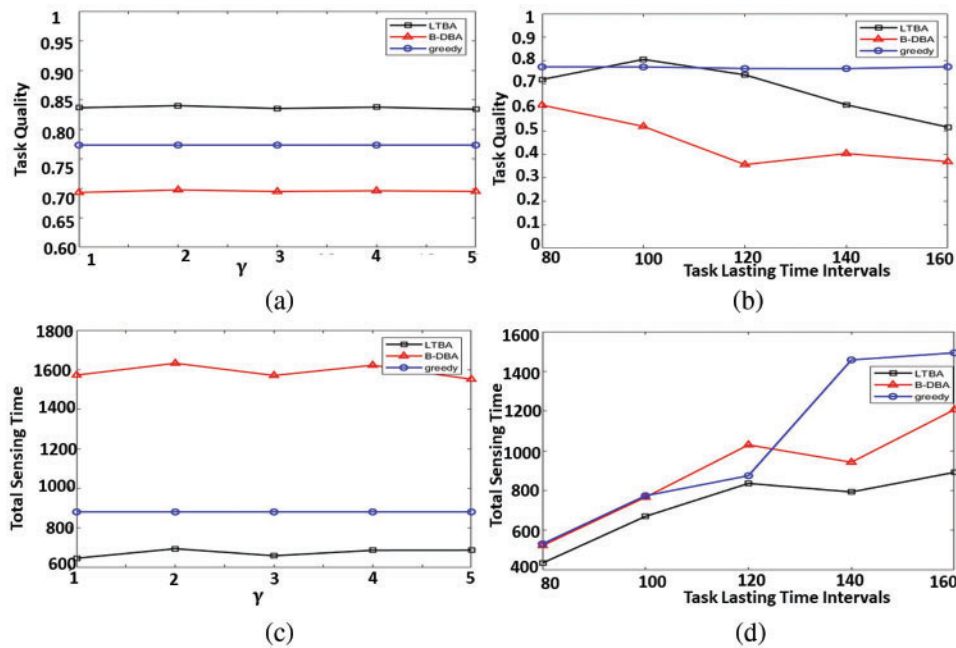 Task Quality
1
0.95
0.90
0.85
0.80
0.75
0.70
0.65
0.60
LTBA
B-DBA
greedy
1 2 3 4 5
γ
(a)
Task Quality
1
0.9
0.8
0.7
0.6
0.5
0.4
0.3
0.2
0.1
0
LTBA
B-DBA
greedy
80 100 120 140 160
Task Lasting Time Intervals
(b)
Total Sensing Time
1800
1600
1400
1200
1000
800
600
LTBA
B-DBA
greedy
1 2 3 4 5
γ
(c)
Total Sensing Time
1600
1400
1200
1000
800
600
400
LTBA
B-DBA
greedy
80 100 120 140 160
Task Lasting Time Intervals
(d)